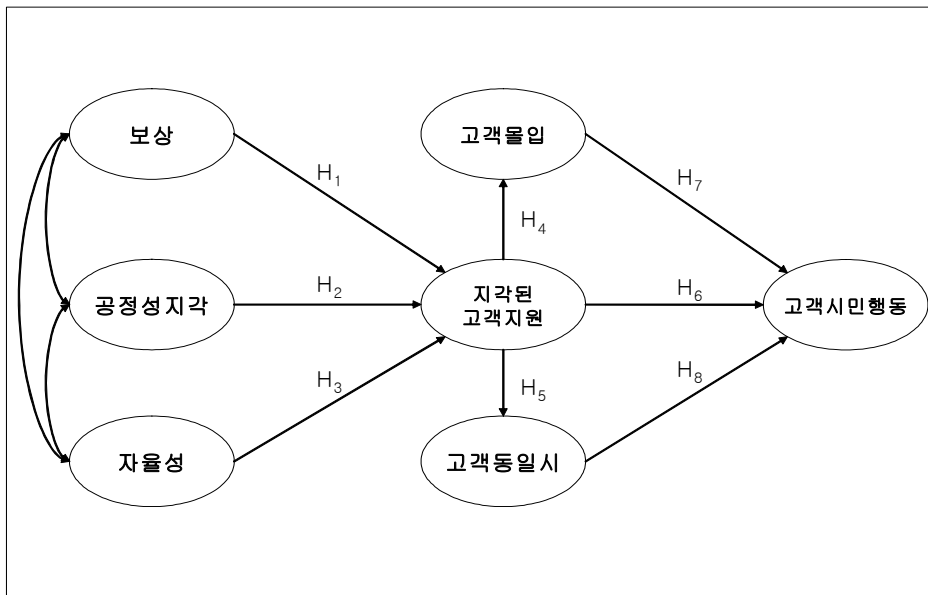 보상
고객몰입
H1
H7
H4
공정성지각
H2
지각된
고객지원
H6
고객시민행동
H3
H5
H8
자율성
고객동일시